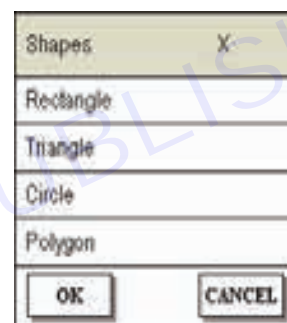 Shapes X
Rectangle
Triangle
Circle
Polygon
OK CANCEL